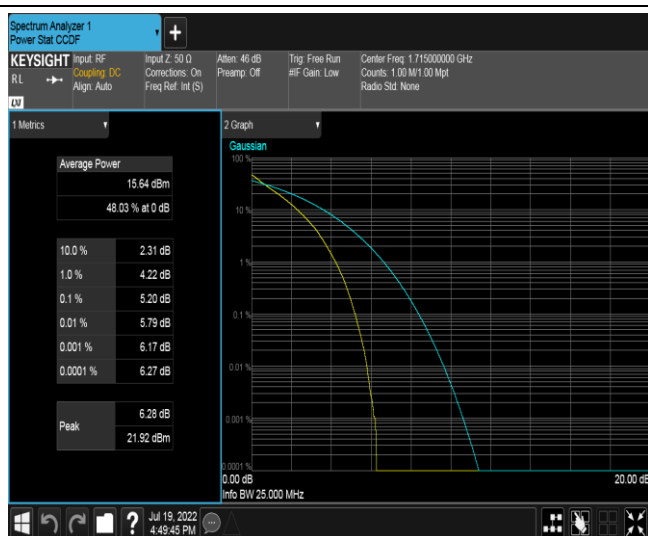 Spectrum Analyzer 1
Power Stat CCDF
KEYSIGHT
RL
LXI
Input: RF
Coupling: DC
Align: Auto
Input Z: 50 Ω
Corrections: On
Freq Ref: Int (S)
Atten: 46 dB
Preamp: Off
Trig: Free Run
#IF Gain: Low
Center Freq: 1.715000000 GHz
Counts: 1.00 M/1.00 Mpt
Radio Std: None
1 Metrics
Average Power
15.64 dBm
48.03 % at 0 dB
10.0 % 2.31 dB
1.0 % 4.22 dB
0.1 % 5.20 dB
0.01 % 5.79 dB
0.001 % 6.17 dB
0.0001 % 6.27 dB
Peak
6.28 dB
21.92 dBm
2 Graph
Gaussian
100 %
10 %
1 %
0.1 %
0.01 %
0.001 %
0.0001 %
0.00 dB
20.00 dB
Info BW 25.000 MHz
?
Jul 19, 2022
4:49:45 PM